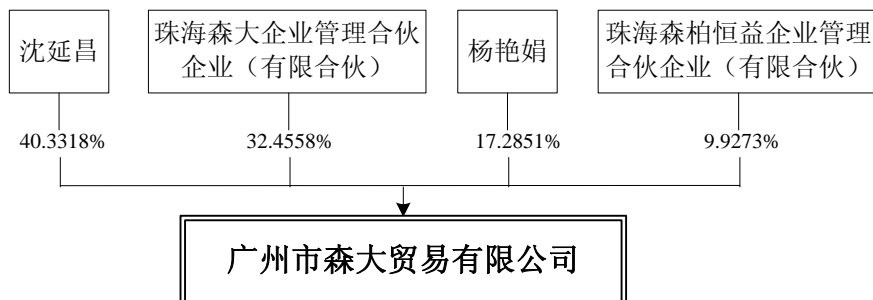 沈延昌
珠海森大企业管理合伙
企业（有限合伙）
杨艳娟
珠海森柏恒益企业管理
合伙企业（有限合伙）
40.3318%
32.4558%
17.2851%
9.9273%
广州市森大贸易有限公司